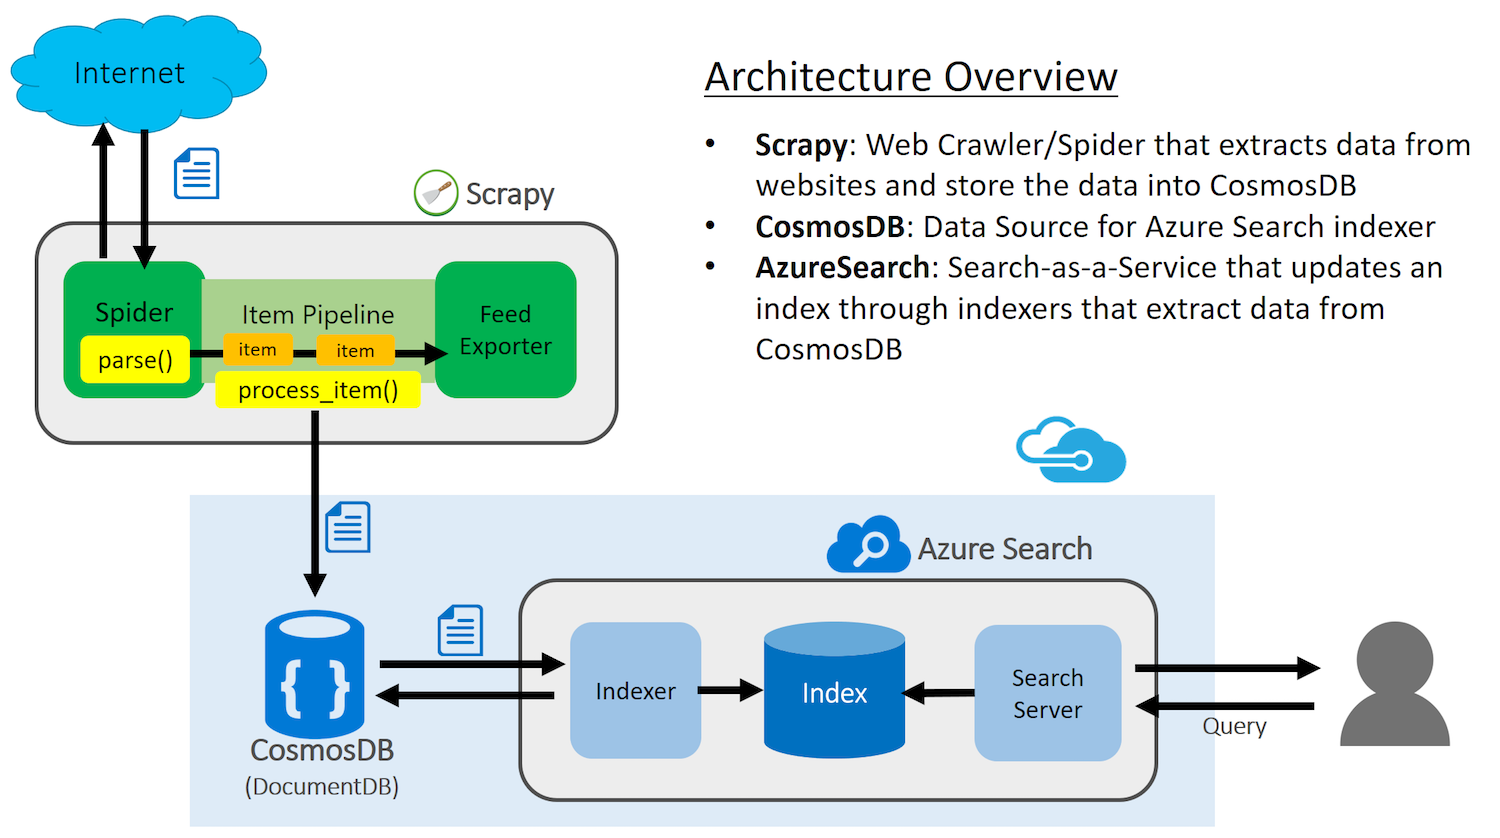 Internet
Architecture Overview
• Scrapy: Web Crawler/Spider that extracts data from
websites and store the data into CosmosDB
• CosmosDB: Data Source for Azure Search indexer
• AzureSearch: Search-as-a-Service that updates an
index through indexers that extract data from
CosmosDB
Scrapy
Spider
parse()
Item Pipeline
item
item
process_item()
Feed
Exporter
Azure Search
{ }
CosmosDB
(DocumentDB)
Indexer
Index
Search
Server
Query